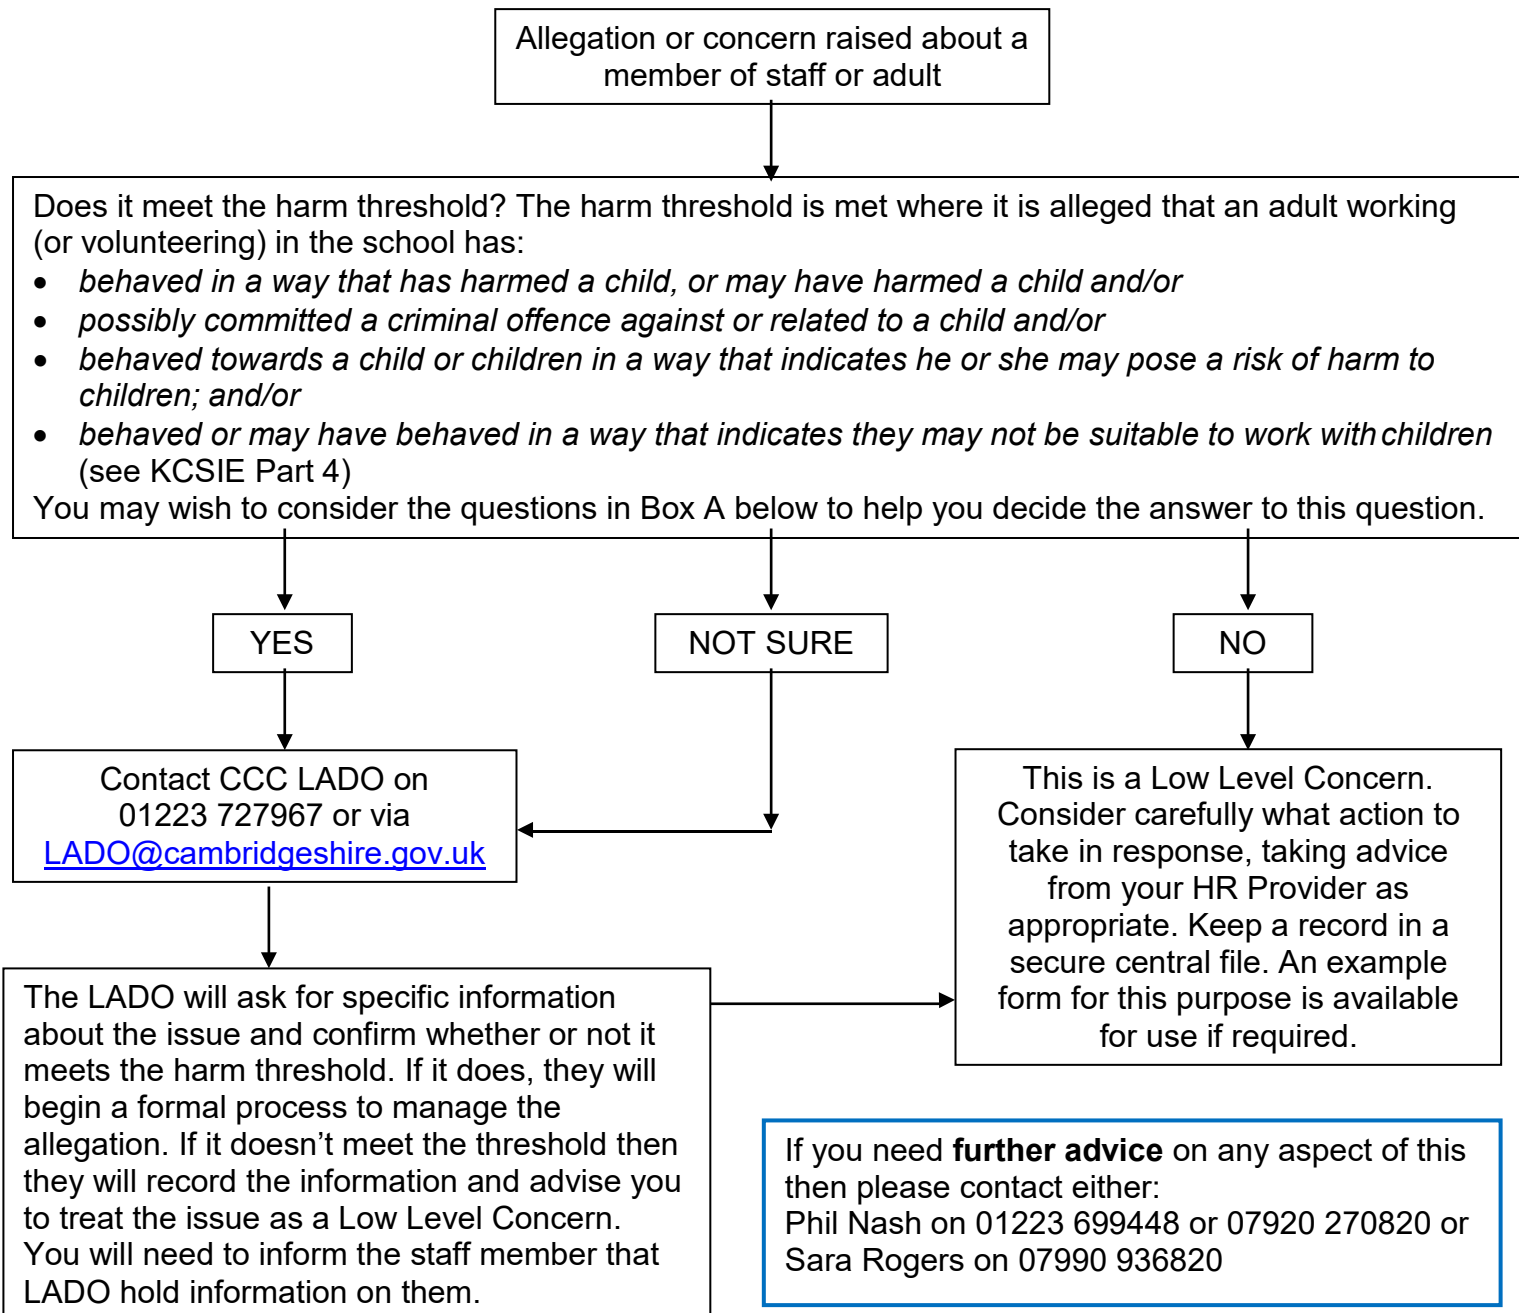 Allegation or concern raised about a
member of staff or adult
Does it meet the harm threshold? The harm threshold is met where it is alleged that an adult working
(or volunteering) in the school has:
• behaved in a way that has harmed a child, or may have harmed a child and/or
• possibly committed a criminal offence against or related to a child and/or
• behaved towards a child or children in a way that indicates he or she may pose a risk of harm to
children; and/or
• behaved or may have behaved in a way that indicates they may not be suitable to work with children
(see KCSIE Part 4)
You may wish to consider the questions in Box A below to help you decide the answer to this question.
YES
NOT SURE
NO
Contact CCC LADO on
01223 727967 or via
LADO@cambridgeshire.gov.uk
This is a Low Level Concern.
Consider carefully what action to
take in response, taking advice
from your HR Provider as
appropriate. Keep a record in a
secure central file. An example
form for this purpose is available
for use if required.
The LADO will ask for specific information
about the issue and confirm whether or not it
meets the harm threshold. If it does, they will
begin a formal process to manage the
allegation. If it doesn’t meet the threshold then
they will record the information and advise you
to treat the issue as a Low Level Concern.
You will need to inform the staff member that
LADO hold information on them.
If you need further advice on any aspect of this
then please contact either:
Phil Nash on 01223 699448 or 07920 270820 or
Sara Rogers on 07990 936820